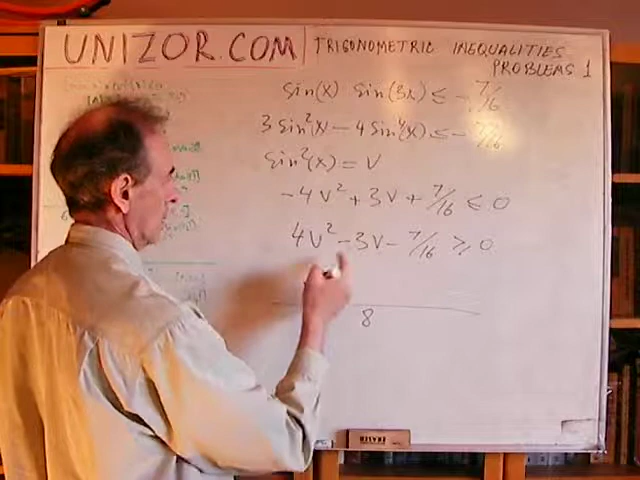 UNIZOR.COM
TRIGONOMETRIC INEQUALITIES
PROBLEMS 1
Sin(x) Sin(3x) ≤ - 7/16
3 Sin²(x) - 4 Sin⁴(x) ≤ - 7/16
Sin²(x) = V
-4V² + 3V + 7/16 ≤ 0
4V² - 3V - 7/16 ≥ 0
8